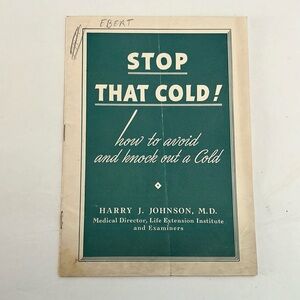 EBERT
STOP
THAT COLD!
how to avoid
and knock out a Cold
HARRY J. JOHNSON, M.D.
Medical Director, Life Extension Institute
and Examiners